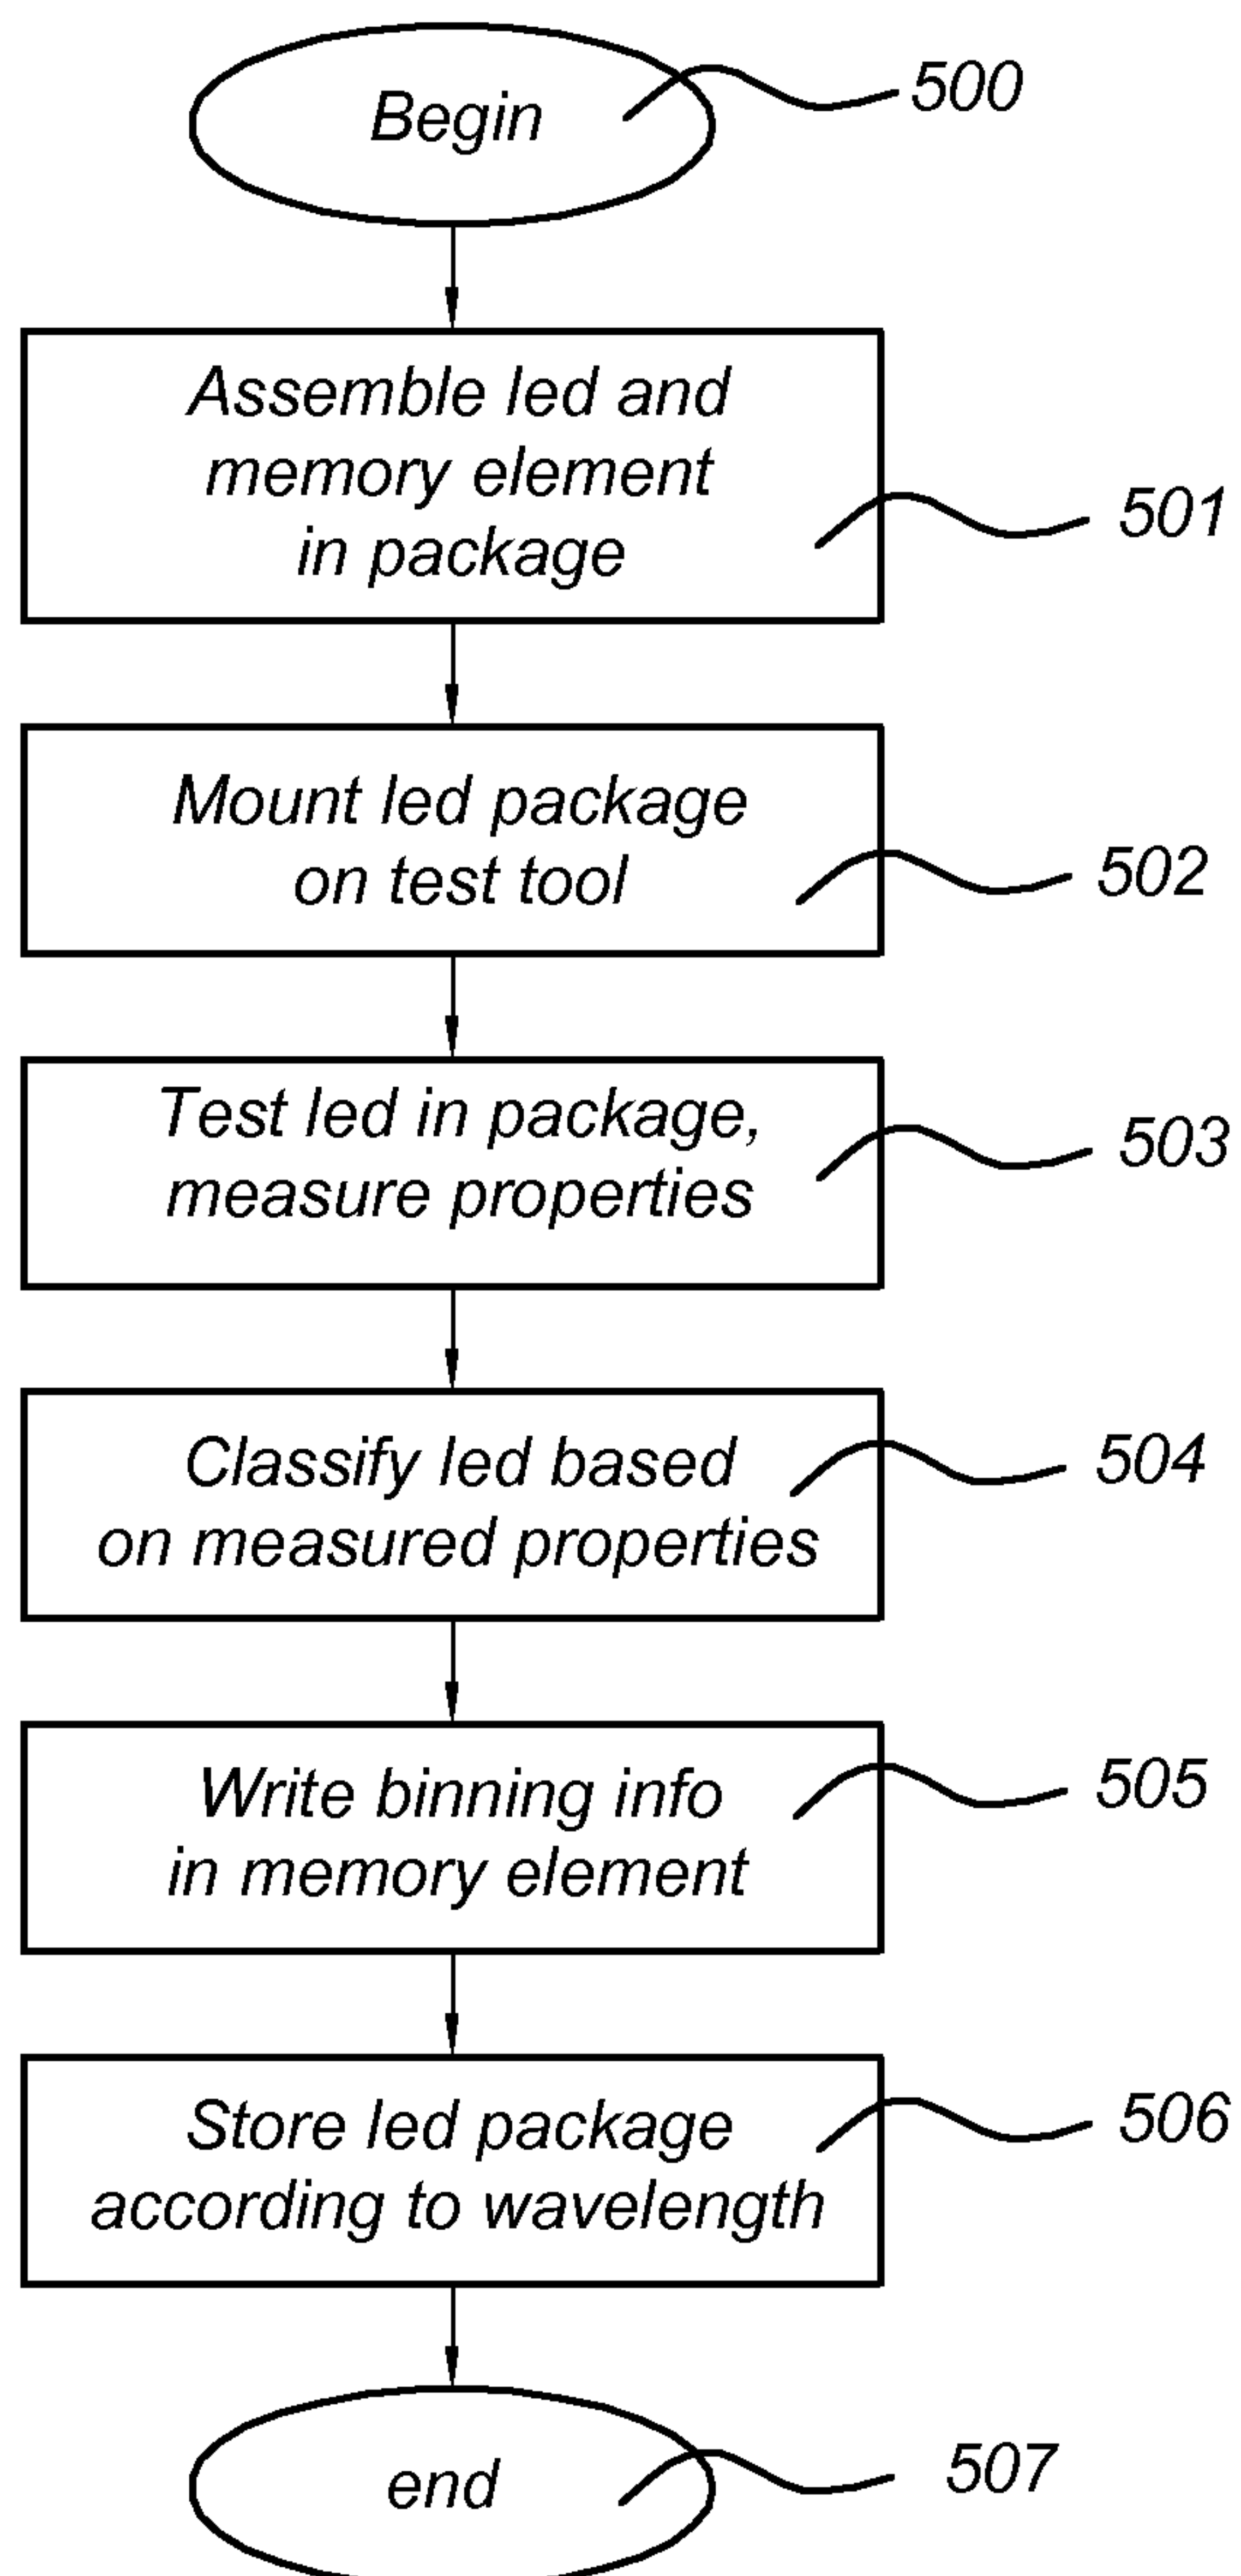 Begin
500
Assemble led and
memory element
in package
501
Mount led package
on test tool
502
Test led in package,
measure properties
503
Classify led based
on measured properties
504
Write binning info
in memory element
505
Store led package
according to wavelength
506
end
507